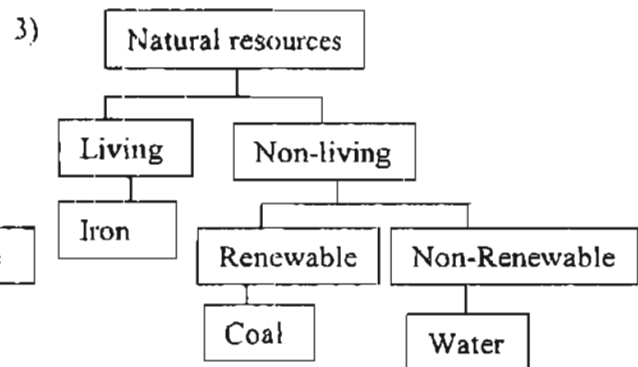 3)
Natural resources
Living
Non-living
Iron
Renewable
Non-Renewable
Coal
Water